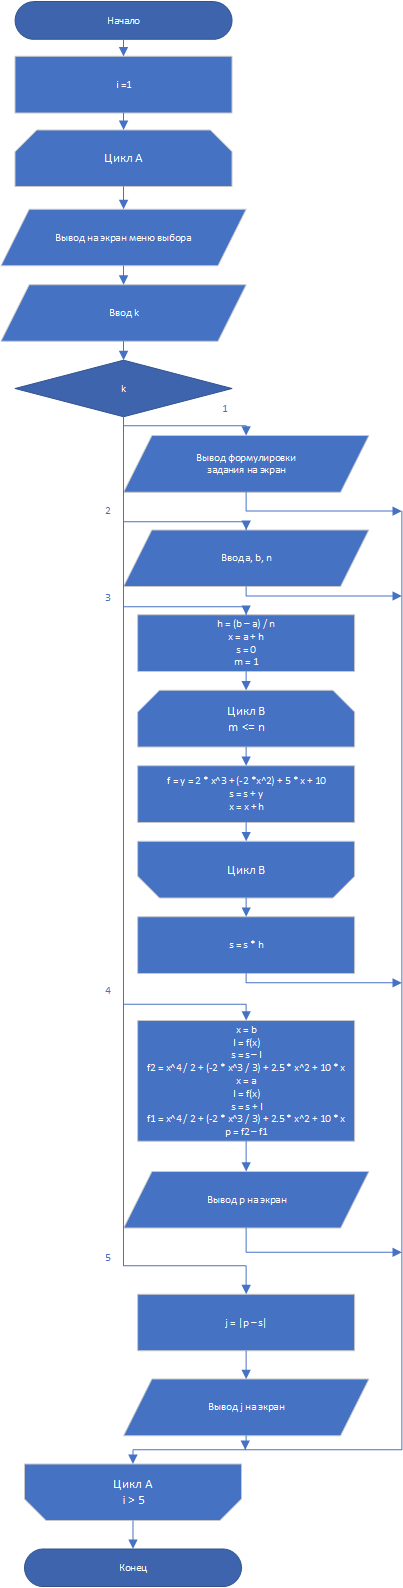 Начало
i =1
Цикл A
Вывод на экран меню выбора
Ввод k
k
1
Вывод формулировки
задания на экран
2
Ввод a, b, n
3
h = (b – a) / n
x = a + h
s = 0
m = 1
Цикл B
m <= n
f = y = 2 * x^3 + (-2 *x^2) + 5 * x + 10
s = s + y
x = x + h
Цикл B
s = s * h
4
x = b
I = f(x)
s = s – I
f2 = x^4 / 2 + (-2 * x^3 / 3) + 2.5 * x^2 + 10 * x
x = a
I = f(x)
s = s + I
f1 = x^4 / 2 + (-2 * x^3 / 3) + 2.5 * x^2 + 10 * x
p = f2 – f1
Вывод p на экран
5
j = |p – s|
Вывод j на экран
Цикл A
i > 5
Конец